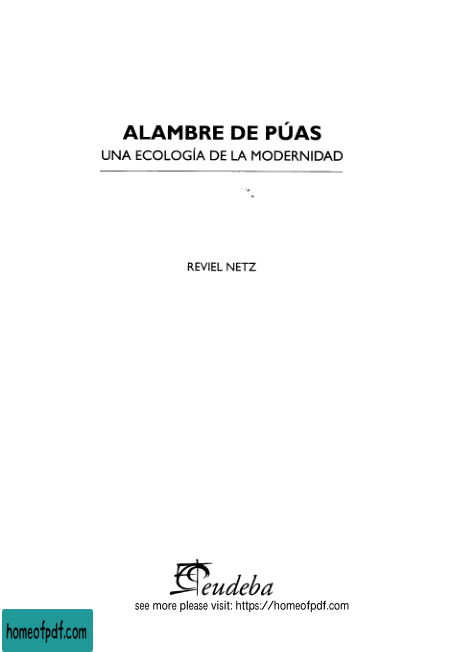 ALAMBRE DE PÚAS
UNA ECOLOGÍA DE LA MODERNIDAD
REVIEL NETZ
eudeba
see more please visit: https://homeofpdf.com
homeofpdf.com